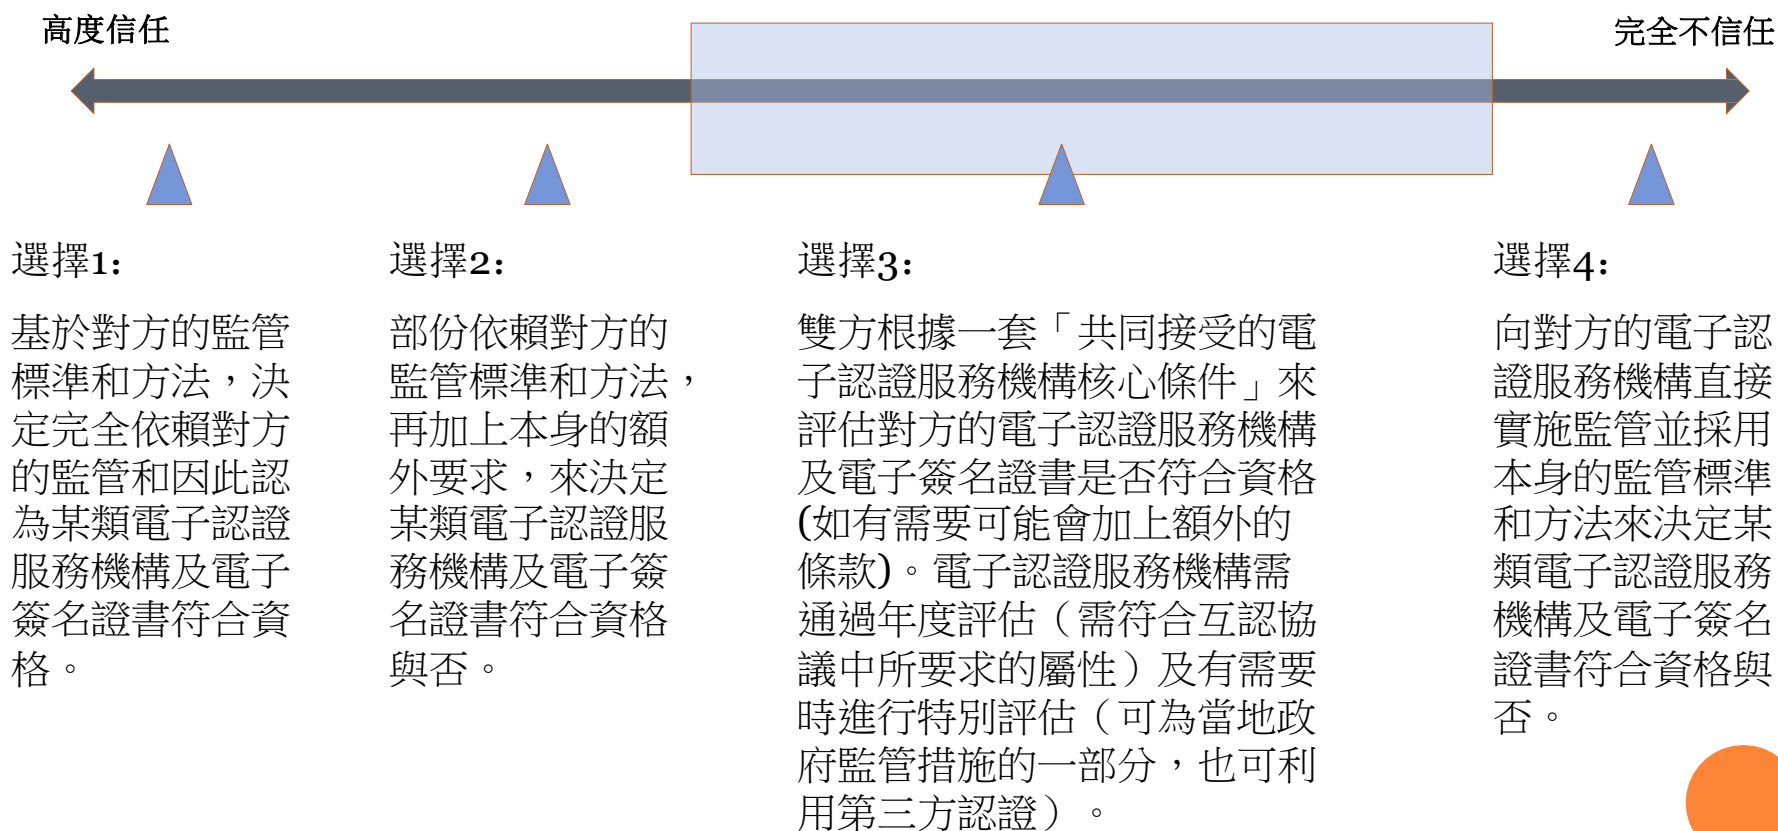 高度信任
完全不信任
選擇1:
基於對方的監管
標準和方法，決
定完全依賴對方
的監管和因此認
為某類電子認證
服務機構及電子
簽名證書符合資
格。
選擇2:
部份依賴對方的
監管標準和方法，
再加上本身的額
外要求，來決定
某類電子認證服
務機構及電子簽
名證書符合資格
與否。
選擇3:
雙方根據一套「共同接受的電
子認證服務機構核心條件」來
評估對方的電子認證服務機構
及電子簽名證書是否符合資格
(如有需要可能會加上額外的
條款)。電子認證服務機構需
通過年度評估（需符合互認協
議中所要求的屬性）及有需要
時進行特別評估（可為當地政
府監管措施的一部分，也可利
用第三方認證）。
選擇4:
向對方的電子認
證服務機構直接
實施監管並採用
本身的監管標準
和方法來決定某
類電子認證服務
機構及電子簽名
證書符合資格與
否。